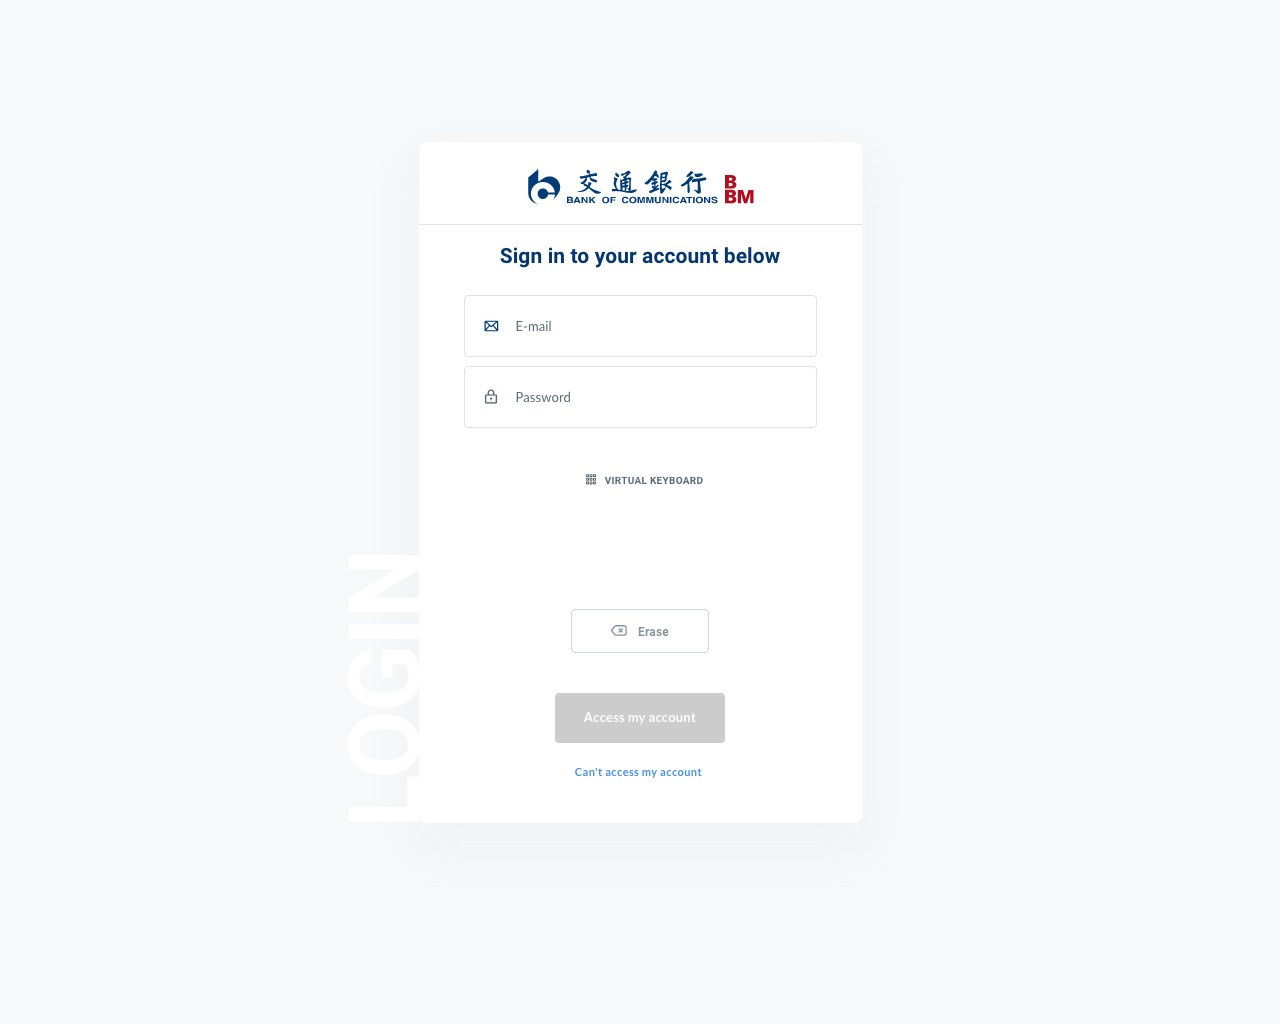 交通銀行
BANK OF COMMUNICATIONS
B
BM
Sign in to your account below
E-mail
Password
VIRTUAL KEYBOARD
LOGIN
Erase
Access my account
Can't access my account